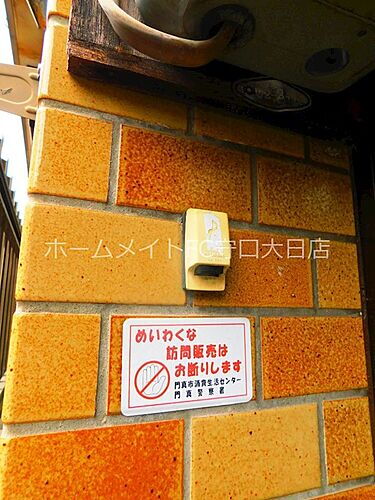 ホームメイトFC守口大日店
めいわくな
訪問販売は
お断りします
門真市消費生活センター
門真警察署